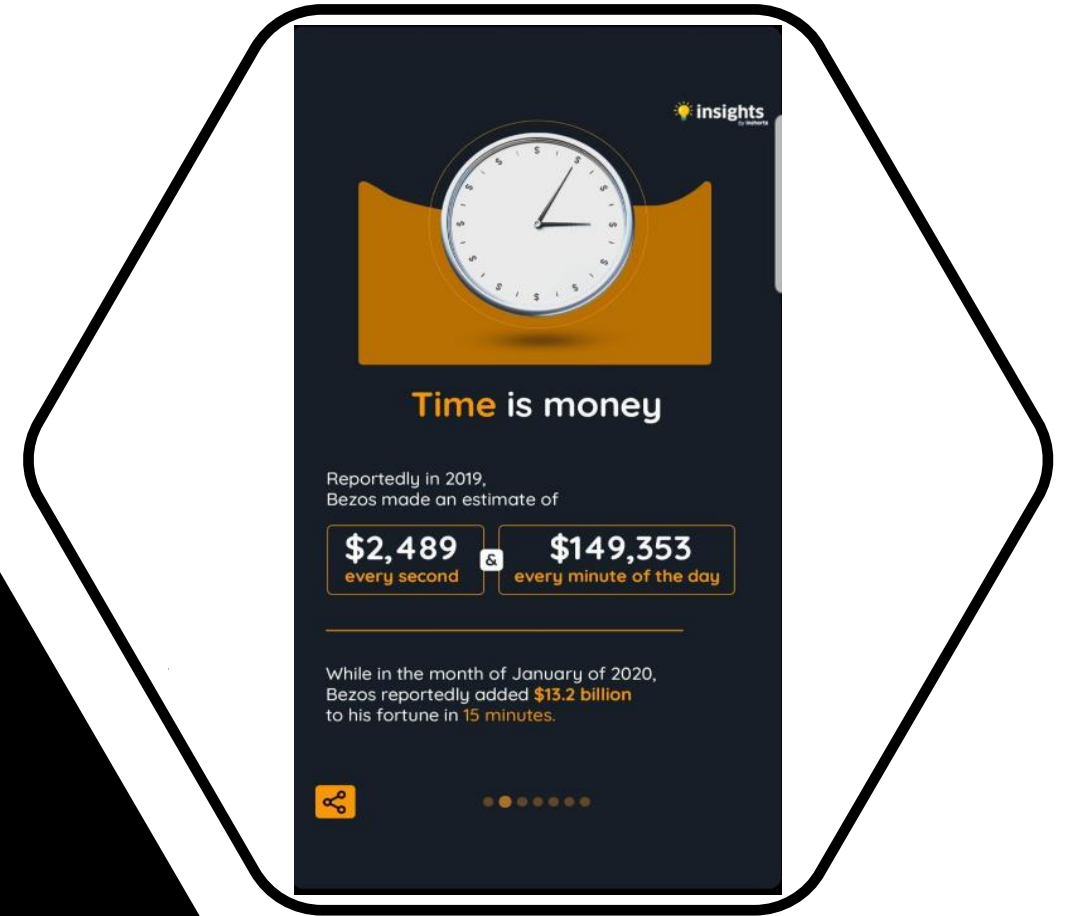 insights
by inshorts
Time is money
Reportedly in 2019,
Bezos made an estimate of
$2,489
every second
&
$149,353
every minute of the day
While in the month of January of 2020,
Bezos reportedly added $13.2 billion
to his fortune in 15 minutes.